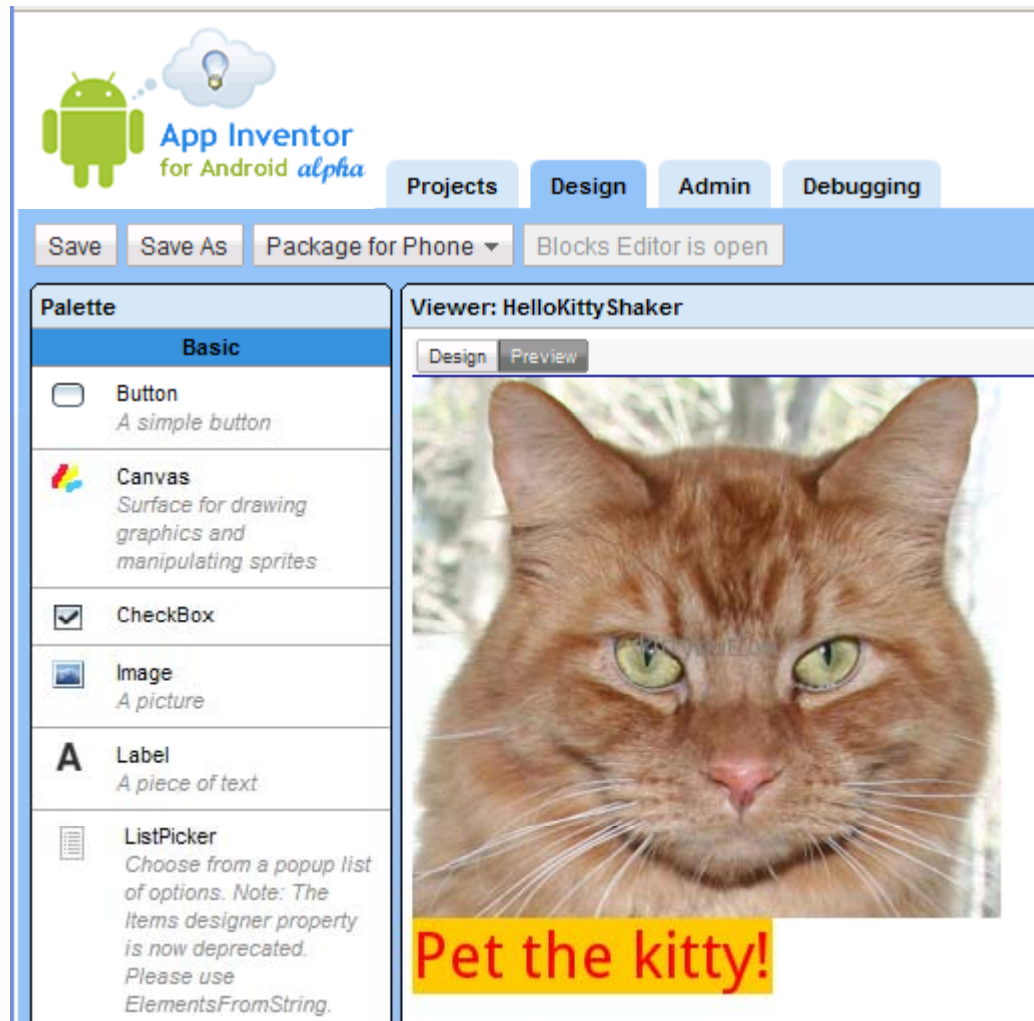 App Inventor
for Android alpha
Projects
Design
Admin
Debugging
Save
Save As
Package for Phone
Blocks Editor is open
Palette
Basic
Button
A simple button
Canvas
Surface for drawing
graphics and
manipulating sprites
CheckBox
Image
A picture
Label
A piece of text
ListPicker
Choose from a popup list
of options. Note: The
Items designer property
is now deprecated.
Please use
ElementsFromString.
Viewer: HelloKittyShaker
Design
Preview
Pet the kitty!